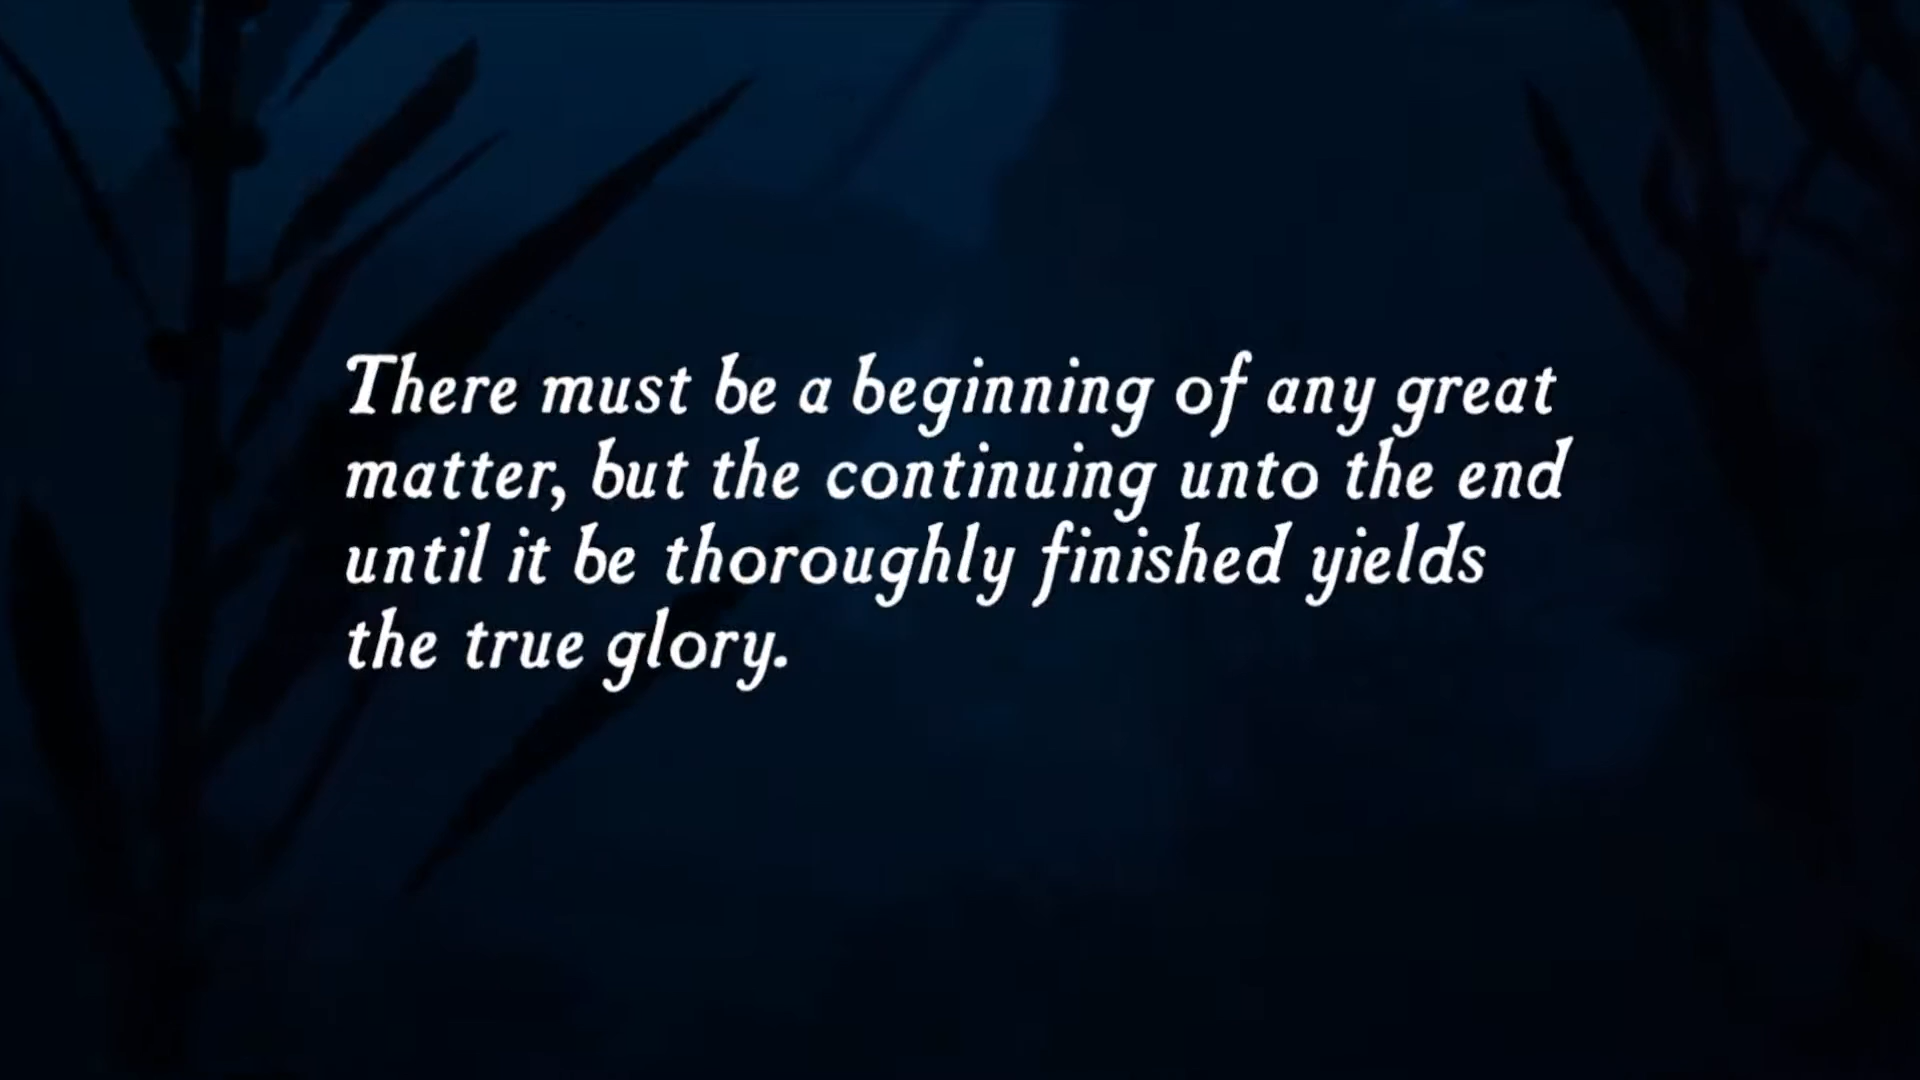 There must be a beginning of any great
matter, but the continuing unto the end
until it be thoroughly finished yields
the true glory.